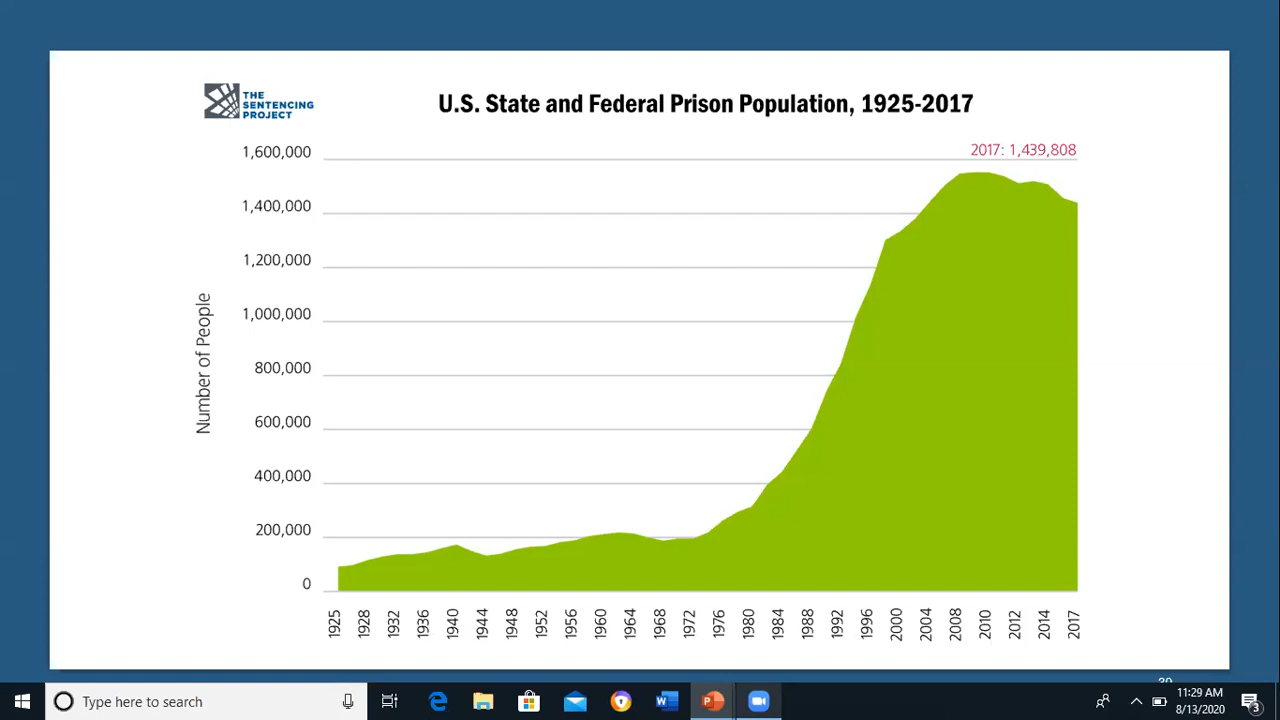 THE
SENTENCING
PROJECT
U.S. State and Federal Prison Population, 1925-2017
2017: 1,439,808
Number of People
1,600,000
1,400,000
1,200,000
1,000,000
800,000
600,000
400,000
200,000
0
1925 1928 1932 1936 1940 1944 1948 1952 1956 1960 1964 1968 1972 1976 1980 1984 1988 1992 1996 2000 2004 2008 2010 2012 2014 2017
Type here to search
11:29 AM
8/13/2020
3